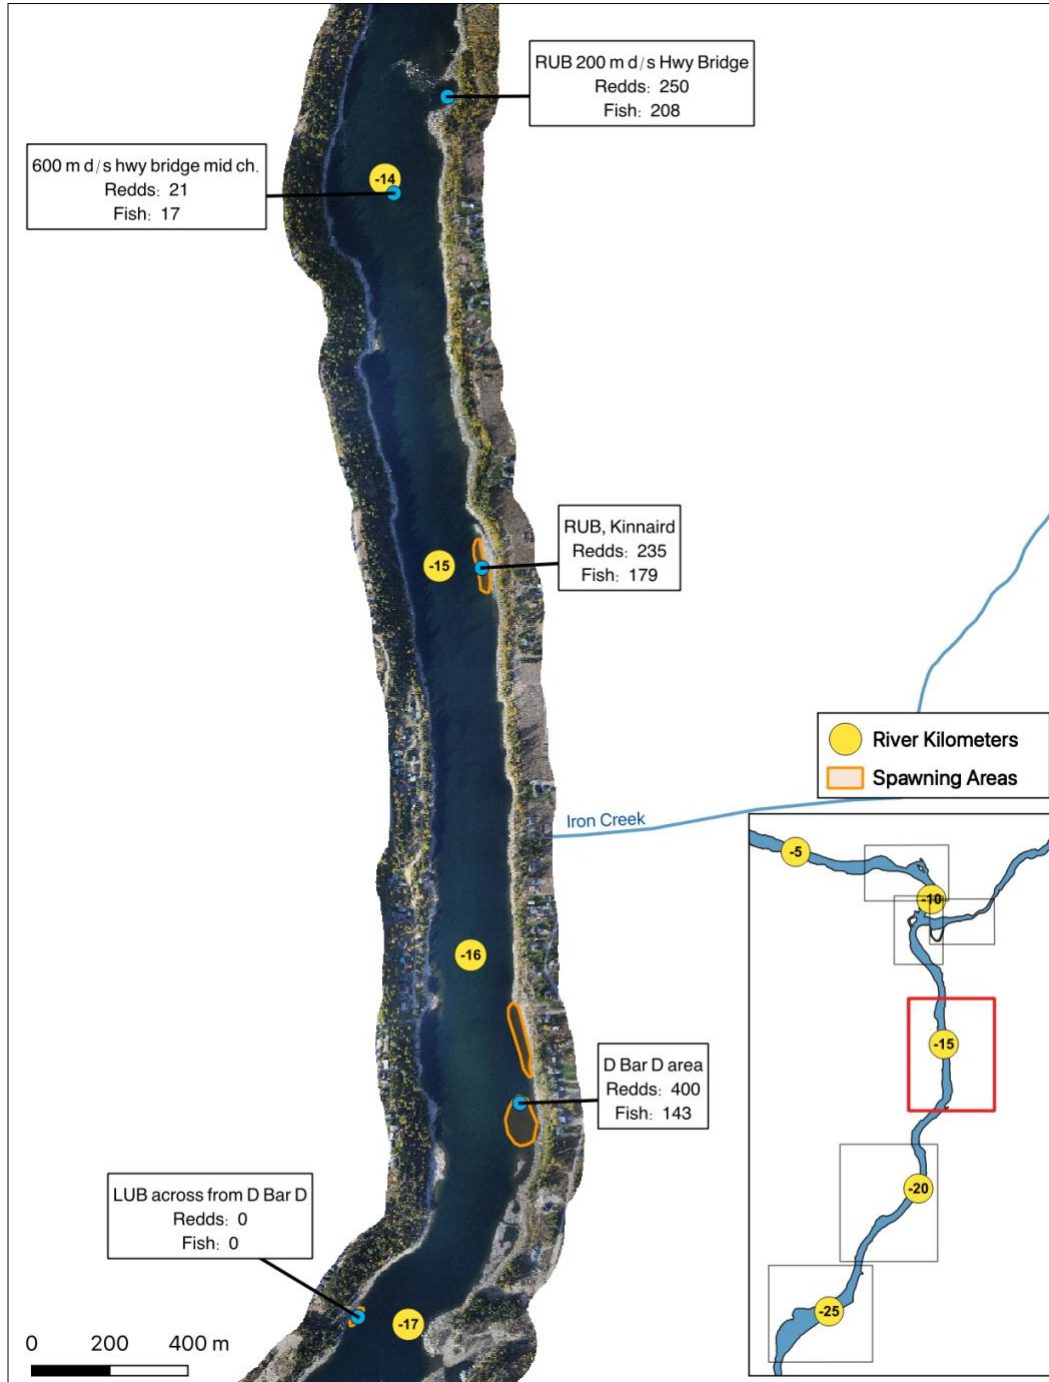 RUB 200 m d/s Hwy Bridge
Redds: 250
Fish: 208
600 m d/s hwy bridge mid ch.
Redds: 21
Fish: 17
-14
RUB, Kinnaird
Redds: 235
Fish: 179
-15
River Kilometers
Spawning Areas
Iron Creek
-5
-10
-16
-15
D Bar D area
Redds: 400
Fish: 143
LUB across from D Bar D
Redds: 0
Fish: 0
-20
-25
-17
0 200 400 m